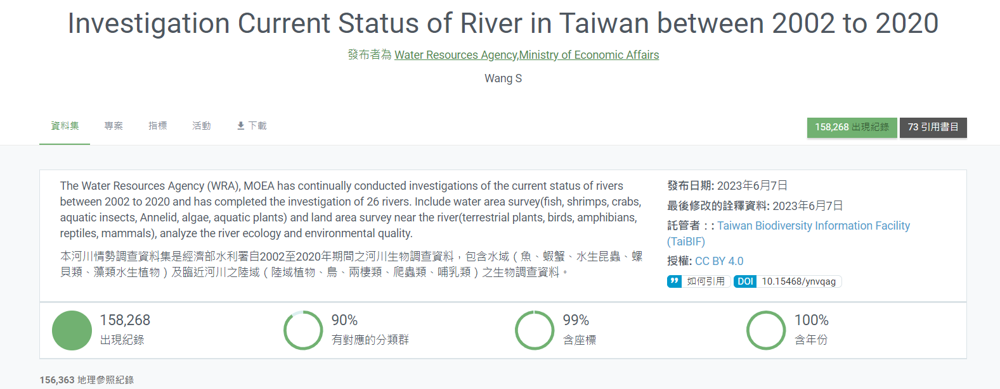 Investigation Current Status of River in Taiwan between 2002 to 2020
發布者為 Water Resources Agency,Ministry of Economic Affairs
Wang S
資料集 專案 指標 活動 下載
158,268 出現紀錄 73 引用書目
The Water Resources Agency (WRA), MOEA has continually conducted investigations of the current status of rivers
between 2002 to 2020 and has completed the investigation of 26 rivers. Include water area survey(fish, shrimps, crabs,
aquatic insects, Annelid, algae, aquatic plants) and land area survey near the river(terrestrial plants, birds, amphibians,
reptiles, mammals), analyze the river ecology and environmental quality.
本河川情勢調查資料集是經濟部水利署自2002至2020年期間之河川生物調查資料，包含水域（魚、蝦蟹、水生昆蟲、螺
貝類、藻類水生植物）及臨近河川之陸域（陸域植物、鳥、兩棲類、爬蟲類、哺乳類）之生物調查資料。
發布日期: 2023年6月7日
最後修改的詮釋資料: 2023年6月7日
託管者：: Taiwan Biodiversity Information Facility
(TaiBIF)
授權: CC BY 4.0
如何引用 DOI 10.15468/ynvqag
158,268
出現紀錄
90%
有對應的分類群
99%
含座標
100%
含年份
156,363 地理參照紀錄